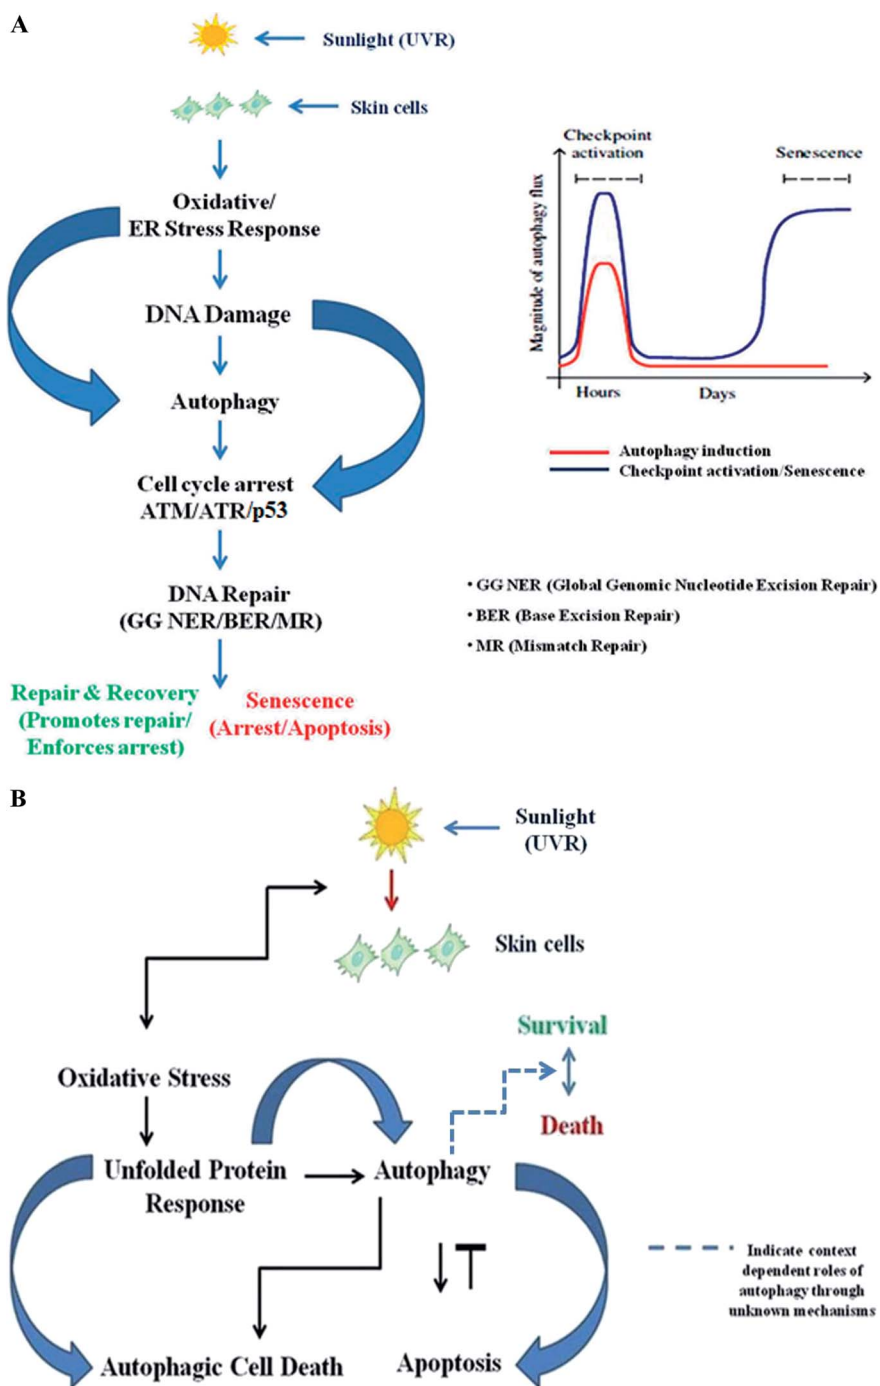 A
Sunlight (UVR)
Skin cells
Oxidative/
ER Stress Response
DNA Damage
Autophagy
Cell cycle arrest
ATM/ATR/p53
DNA Repair
(GG NER/BER/MR)
Repair & Recovery
(Promotes repair/
Enforces arrest)
Senescence
(Arrest/Apoptosis)
Checkpoint
activation
Senescence
Magnitude of autophagy flux
Hours
Days
Autophagy induction
Checkpoint activation/Senescence
• GG NER (Global Genomic Nucleotide Excision Repair)
• BER (Base Excision Repair)
• MR (Mismatch Repair)
B
Sunlight
(UVR)
Skin cells
Survival
Death
Oxidative Stress
Unfolded Protein
Response
Autophagy
Autophagic Cell Death
Apoptosis
Indicate context
dependent roles of
autophagy through
unknown mechanisms